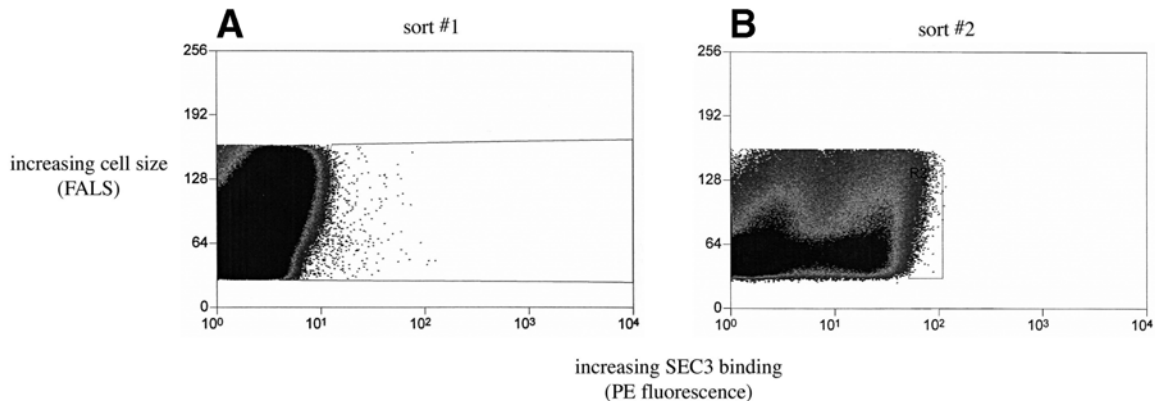 A
sort #1
B
sort #2
256
192
128
64
0
10⁰
10¹
10²
10³
10⁴
increasing cell size
(FALS)
256
192
128
64
0
10⁰
10¹
10²
10³
10⁴
increasing SEC3 binding
(PE fluorescence)